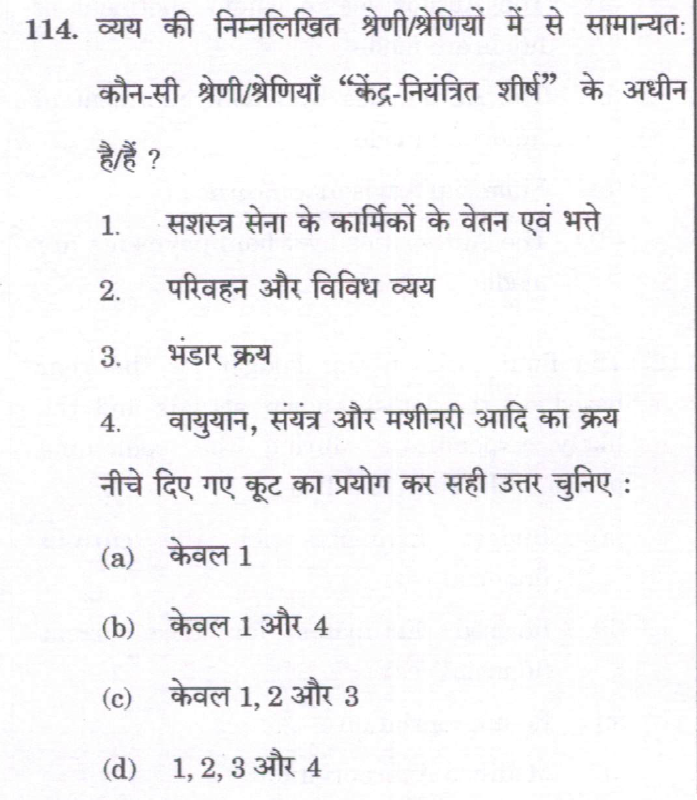 114. व्यय की निम्नलिखित श्रेणी/श्रेणियों में से सामान्यत:
कौन-सी श्रेणी/श्रेणियाँ “केंद्र-नियंत्रित शीर्ष” के अधीन
है/हैं ?
1. सशस्त्र सेना के कार्मिकों के वेतन एवं भत्ते
2. परिवहन और विविध व्यय
3. भंडार क्रय
4. वायुयान, सयंत्र और मशीनरी आदि का क्रय
नीचे दिए गए कूट का प्रयोग कर सही उत्तर चुनिए :
(a) केवल 1
(b) केवल 1 और 4
(c) केवल 1, 2 और 3
(d) 1, 2, 3 और 4